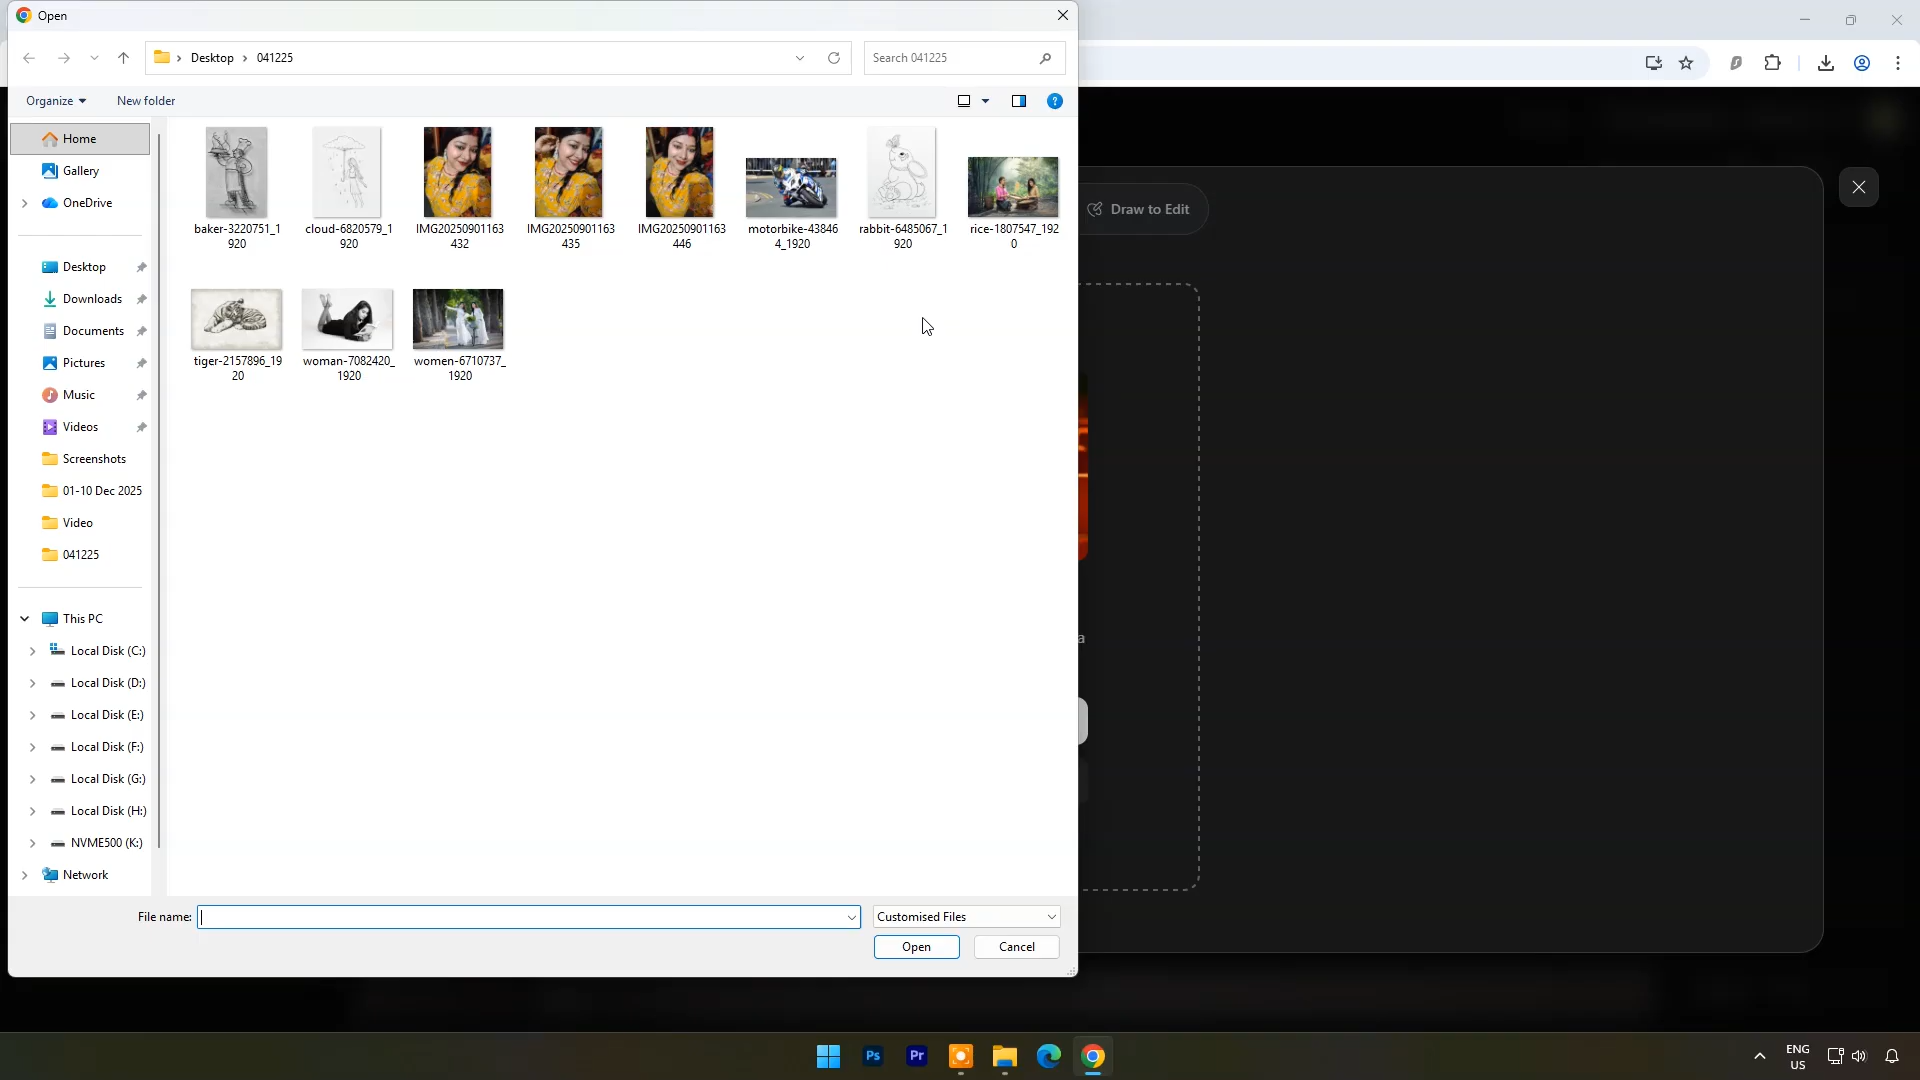 Open
Desktop
041225
Search 041225
Organize
New folder
Home
Gallery
OneDrive
Desktop
Downloads
Documents
Pictures
Music
Videos
Screenshots
01-10 Dec 2025
Video
041225
This PC
Local Disk (C:)
Local Disk (D:)
Local Disk (E:)
Local Disk (F:)
Local Disk (G:)
Local Disk (H:)
NVME500 (K:)
Network
baker-3220751_1
920
cloud-6820579_1
920
IMG20250901163
432
IMG20250901163
435
IMG20250901163
446
motorbike-43846
4_1920
rabbit-6485067_1
920
rice-1807547_192
0
tiger-2157896_19
20
woman-7082420_
1920
women-6710737_
1920
File name:
Customised Files
Open
Cancel
Draw to Edit
a
Ps
Pr
ENG
US